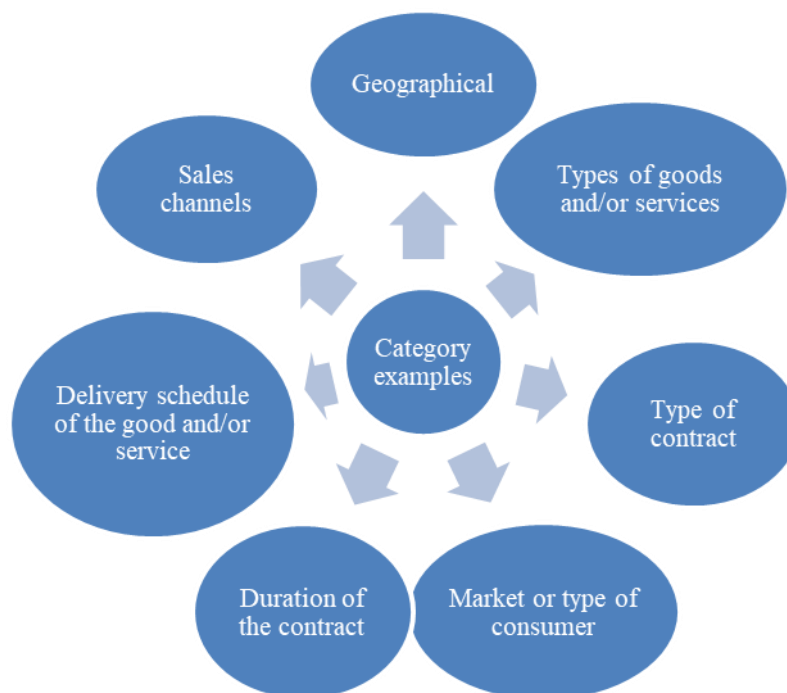 Geographical
Sales
channels
Types of goods
and/or services
Category
examples
Delivery schedule
of the good and/or
service
Type of
contract
Duration of
the contract
Market or type of
consumer